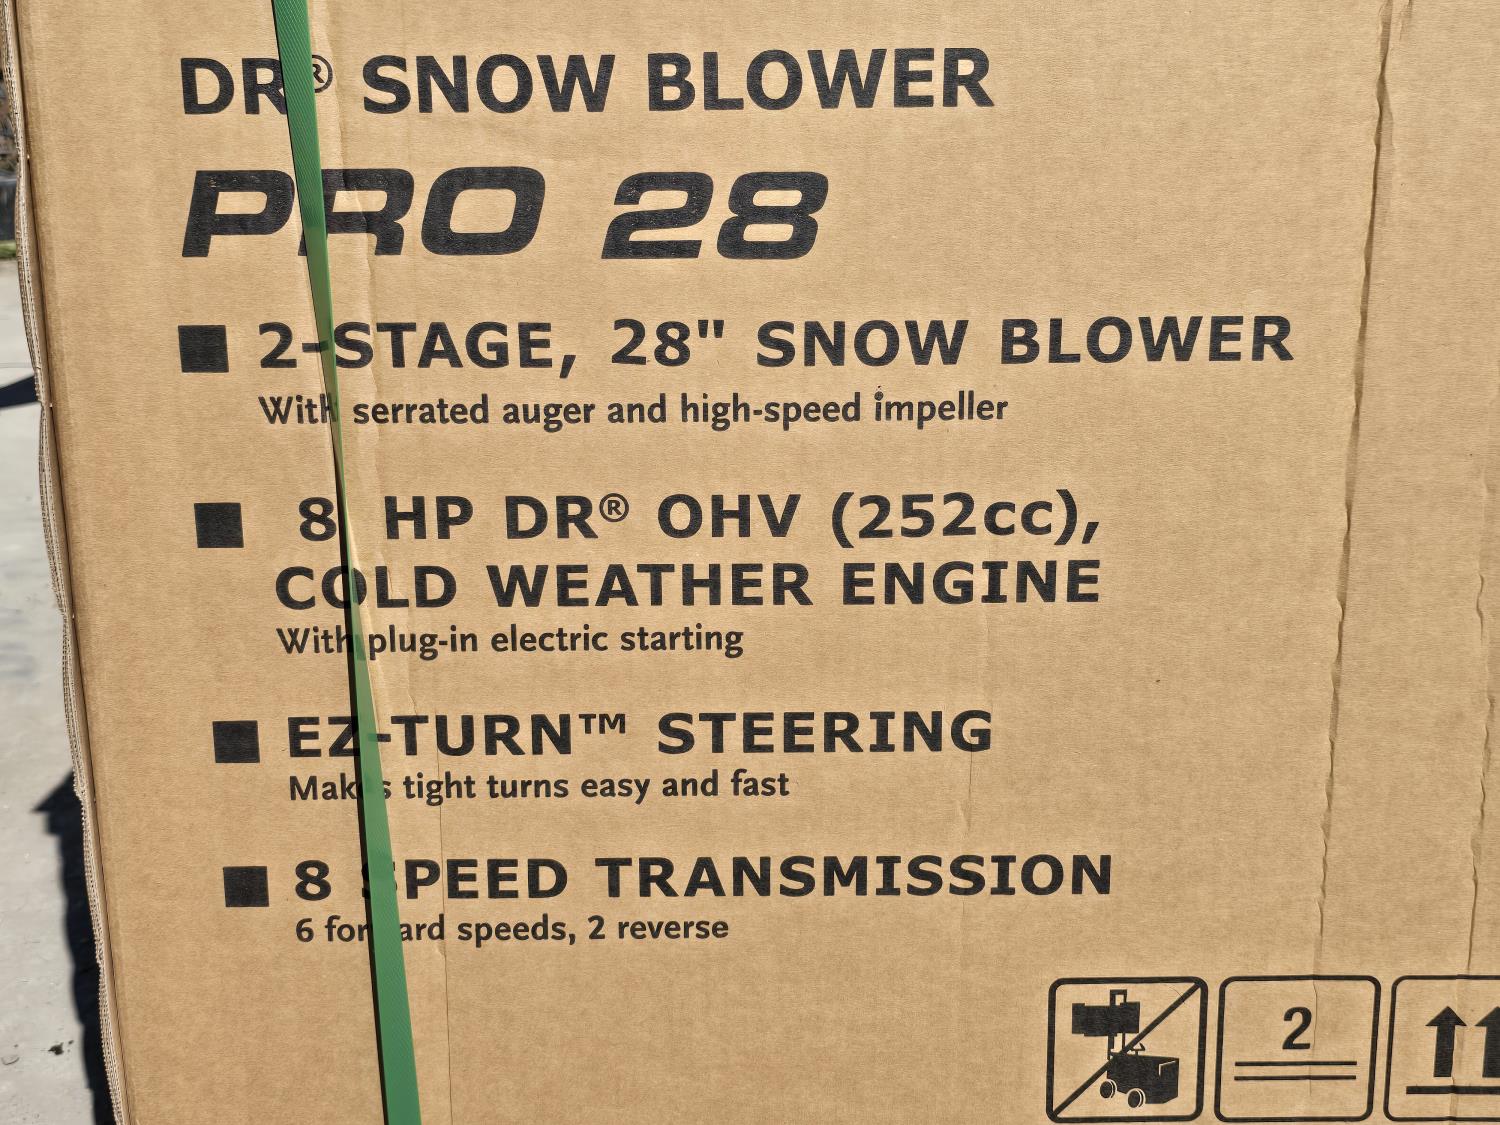 DR® SNOW BLOWER
PRO 28
2-STAGE, 28" SNOW BLOWER
With serrated auger and high-speed impeller
8 HP DR® OHV (252cc),
COLD WEATHER ENGINE
With plug-in electric starting
EZ-TURN™ STEERING
Makes tight turns easy and fast
8 SPEED TRANSMISSION
6 forward speeds, 2 reverse
2